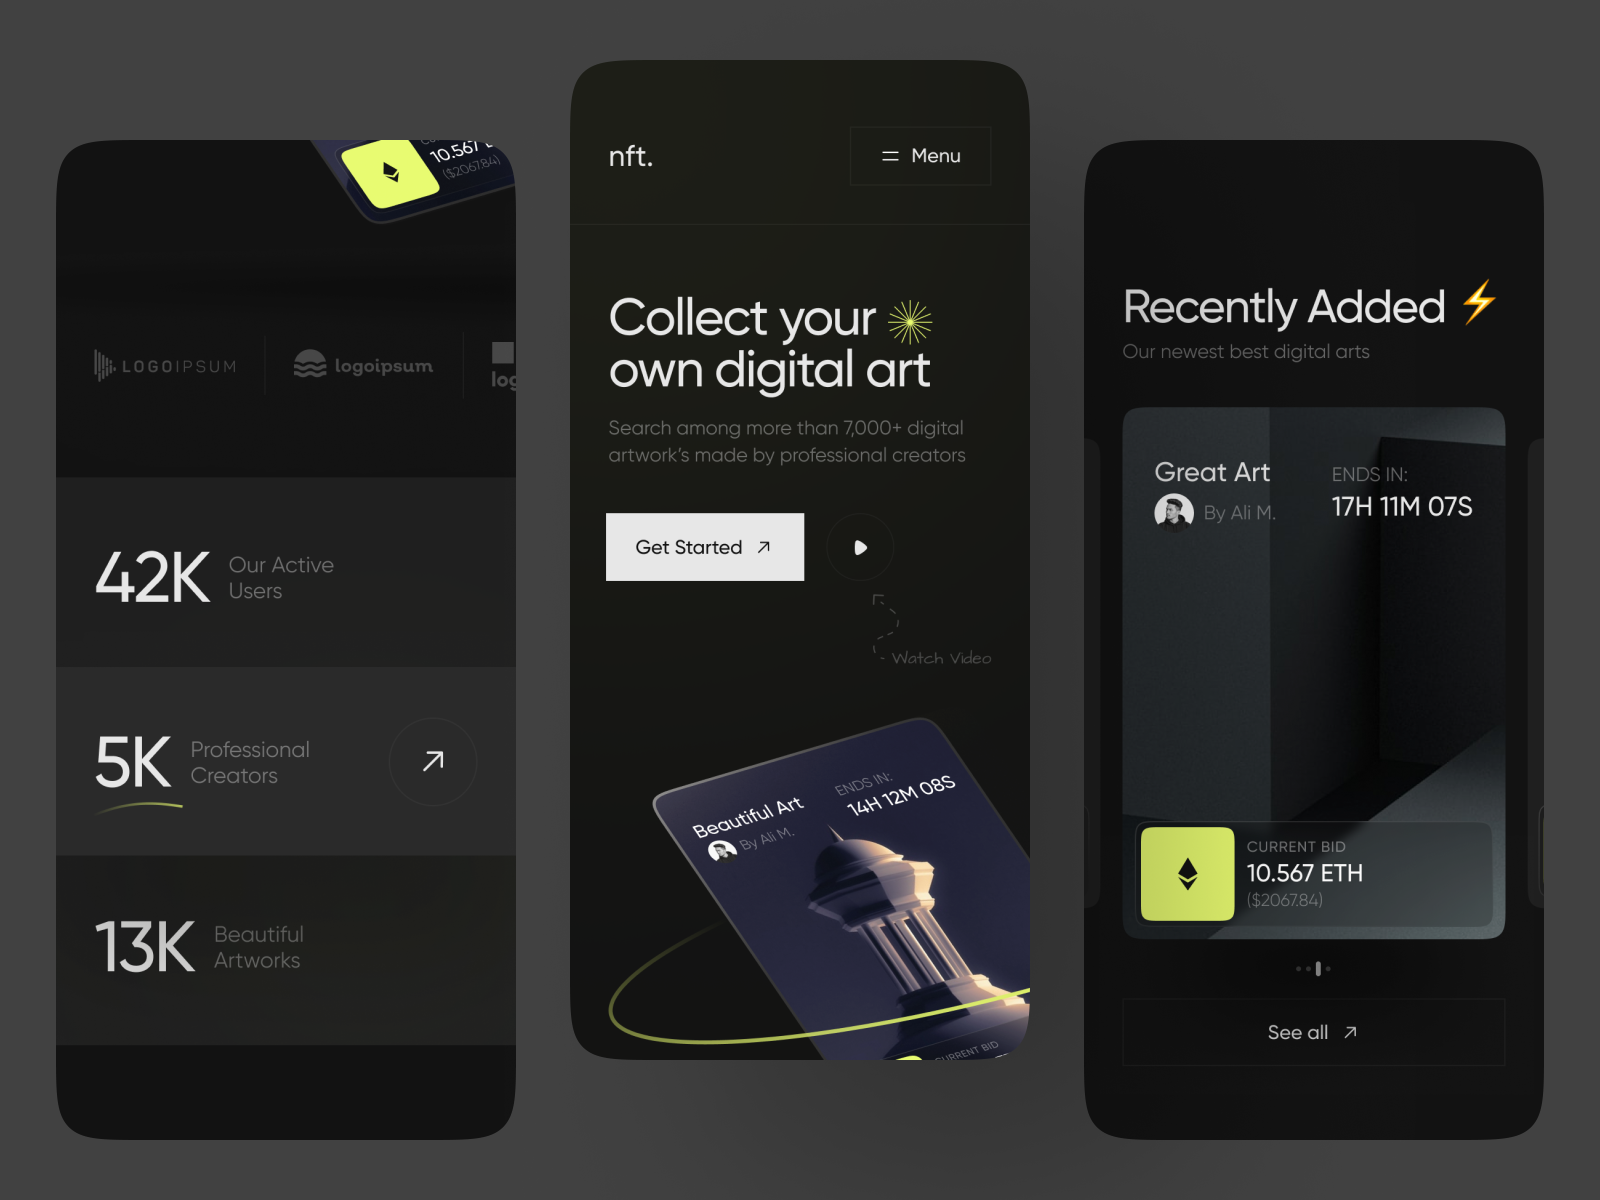 10.567
($2067.84)
LOGOIPSUM
logoipsum
42K
Our Active
Users
5K
Professional
Creators
13K
Beautiful
Artworks
nft.
Menu
Collect your
own digital art
Search among more than 7,000+ digital
artwork's made by professional creators
Get Started
Watch Video
Beautiful Art
By Ali M.
ENDS IN:
14H 12M 08S
CURRENT BID
Recently Added ⚡
Our newest best digital arts
Great Art
By Ali M.
ENDS IN:
17H 11M 07S
CURRENT BID
10.567 ETH
($2067.84)
See all